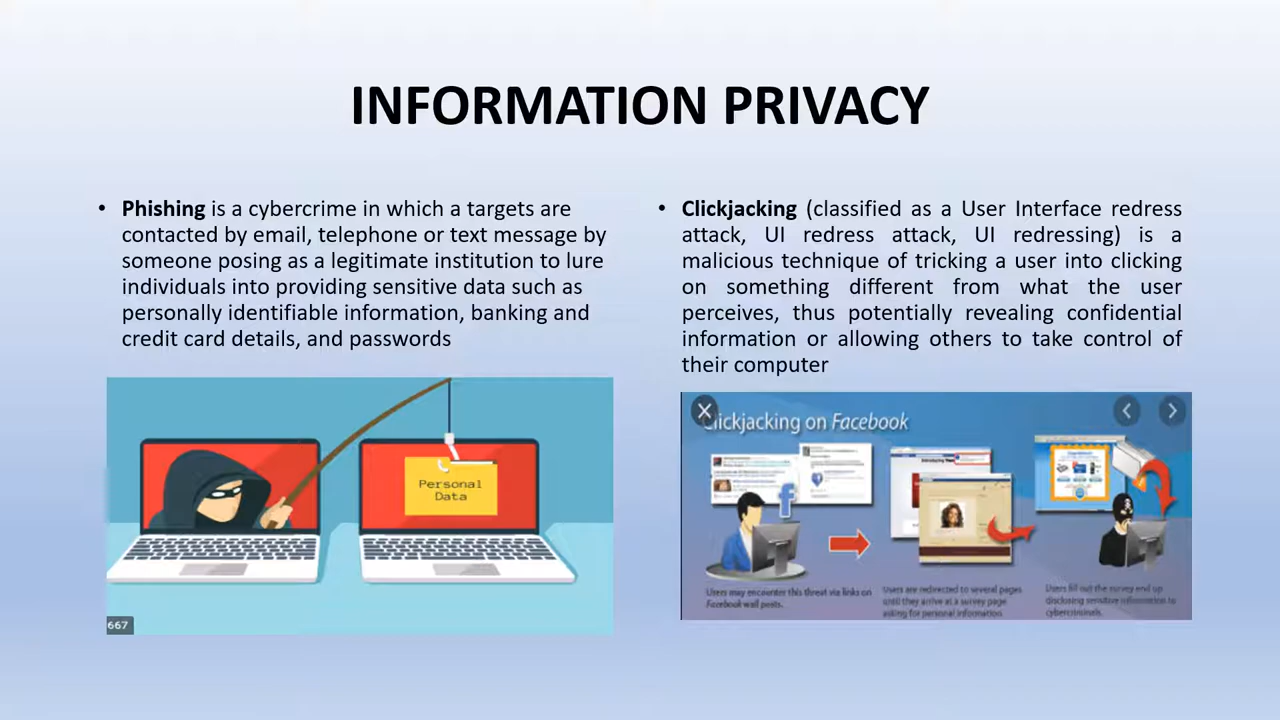 INFORMATION PRIVACY
• Phishing is a cybercrime in which a targets are
contacted by email, telephone or text message by
someone posing as a legitimate institution to lure
individuals into providing sensitive data such as
personally identifiable information, banking and
credit card details, and passwords
Personal
Data
667
• Clickjacking (classified as a User Interface redress
attack, UI redress attack, UI redressing) is a
malicious technique of tricking a user into clicking
on something different from what the user
perceives, thus potentially revealing confidential
information or allowing others to take control of
their computer
Clickjacking on Facebook
f
Users may encounter this threat via links on
Facebook wall posts.
Users are redirected to several pages
until they arrive at a survey page
asking for personal information.
Users fill out the survey end up
disclosing sensitive information to
cybercriminals.